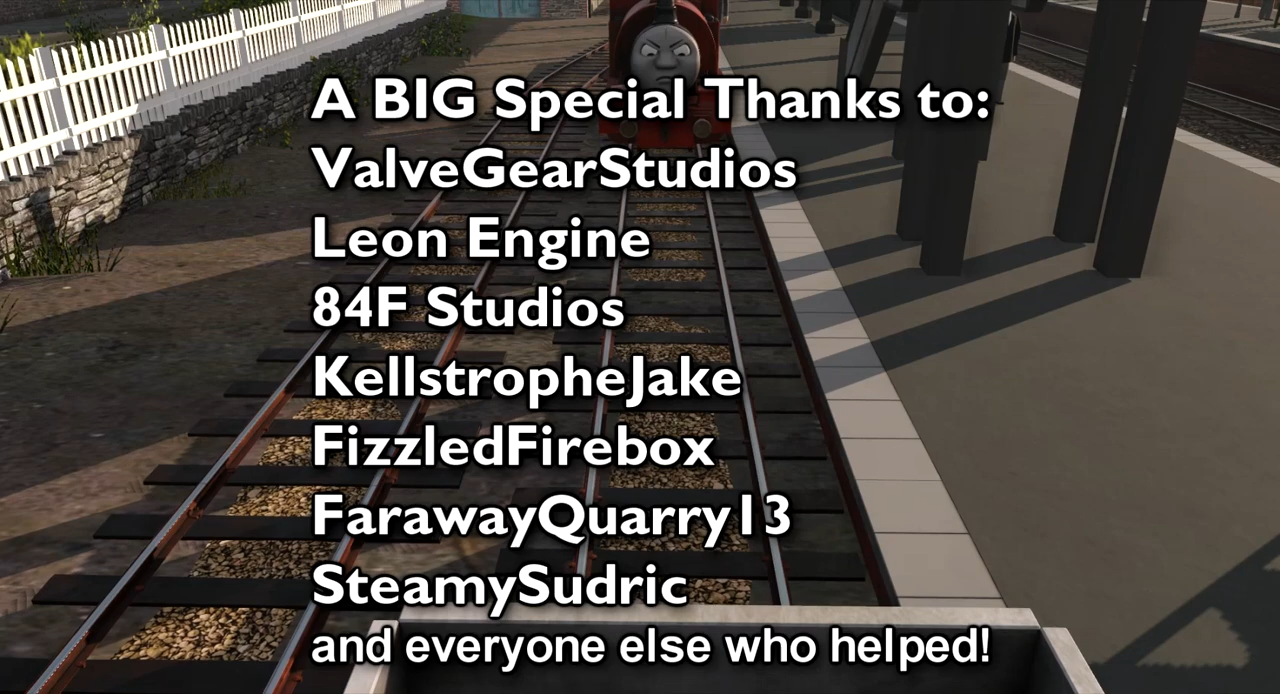 A BIG Special Thanks to:
ValveGearStudios
Leon Engine
84F Studios
KellstropheJake
FizzledFirebox
FarawayQuarry13
SteamySudric
and everyone else who helped!